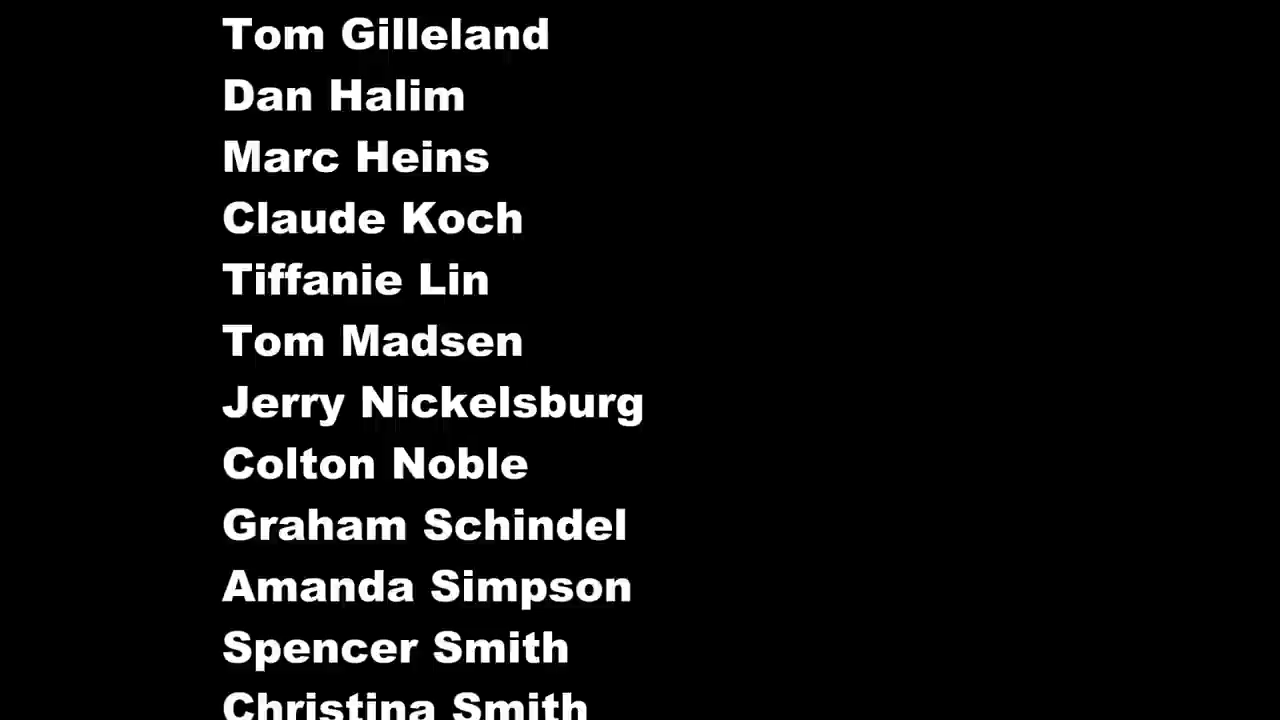 Tom Gilleland
Dan Halim
Marc Heins
Claude Koch
Tiffanie Lin
Tom Madsen
Jerry Nickelsburg
Colton Noble
Graham Schindel
Amanda Simpson
Spencer Smith
Christina Smith